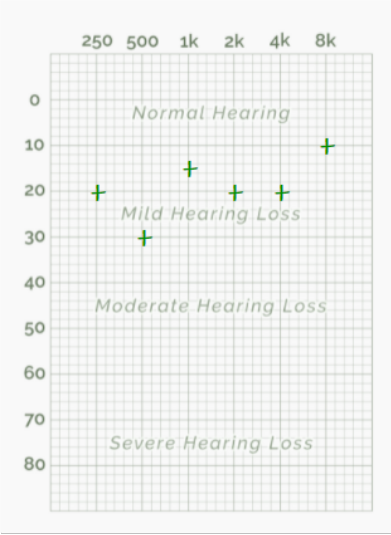 250 500 1k 2k 4k 8k
0
Normal Hearing
10
20
Mild Hearing Loss
30
40
Moderate Hearing Loss
50
60
70
Severe Hearing Loss
80